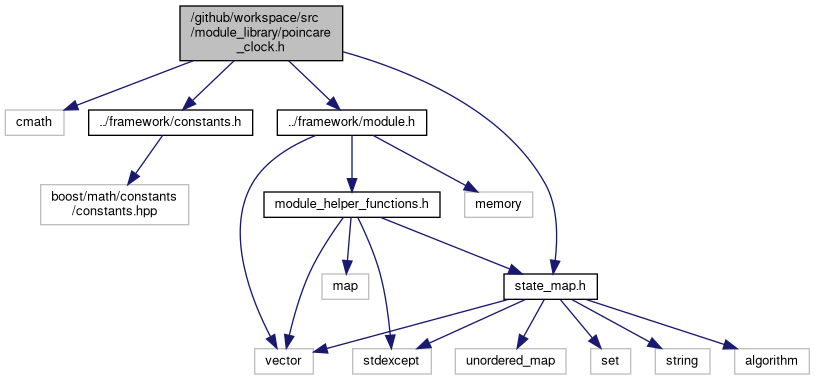 /github/workspace/src
/module_library/poincare
_clock.h
cmath
../framework/constants.h
../framework/module.h
boost/math/constants
/constants.hpp
module_helper_functions.h
memory
map
state_map.h
vector
stdexcept
unordered_map
set
string
algorithm